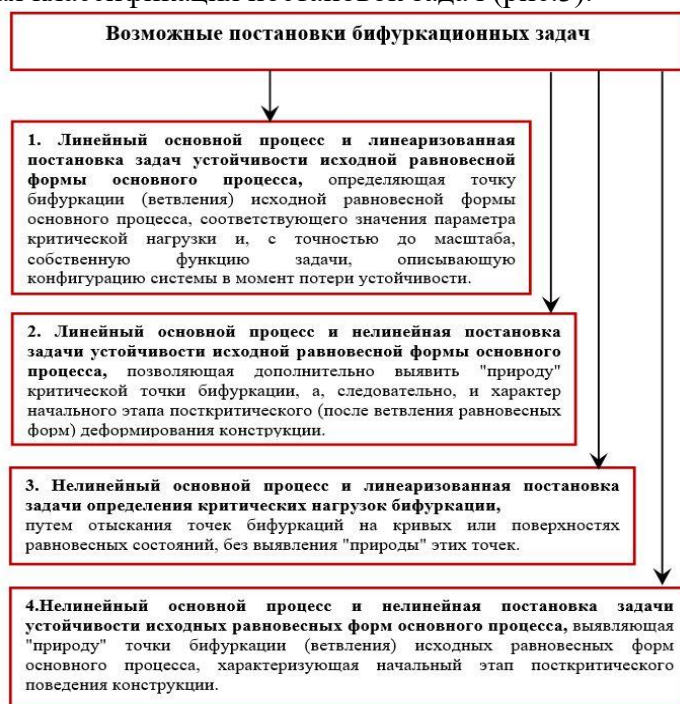 Возможные постановки бифуркационных задач
1. Линейный основной процесс и линеаризованная
постановка задач устойчивости исходной равновесной
формы основного процесса, определяющая точку
бифуркации (ветвления) исходной равновесной формы
основного процесса, соответствующего значения параметра
критической нагрузки и, с точностью до масштаба,
собственную функцию задачи, описывающую
конфигурацию системы в момент потери устойчивости.
2. Линейный основной процесс и нелинейная постановка
задачи устойчивости исходной равновесной формы основного
процесса, позволяющая дополнительно выявить "природу"
критической точки бифуркации, а, следовательно, и характер
начального этапа посткритического (после ветвления равновесных
форм) деформирования конструкции.
3. Нелинейный основной процесс и линеаризованная постановка
задачи определения критических нагрузок бифуркации,
путем отыскания точек бифуркаций на кривых или поверхностях
равновесных состояний, без выявления "природы" этих точек.
4.Нелинейный основной процесс и нелинейная постановка задачи
устойчивости исходных равновесных форм основного процесса, выявляющая
"природу" точки бифуркации (ветвления) исходных равновесных форм
основного процесса, характеризующая начальный этап посткритического
поведения конструкции.